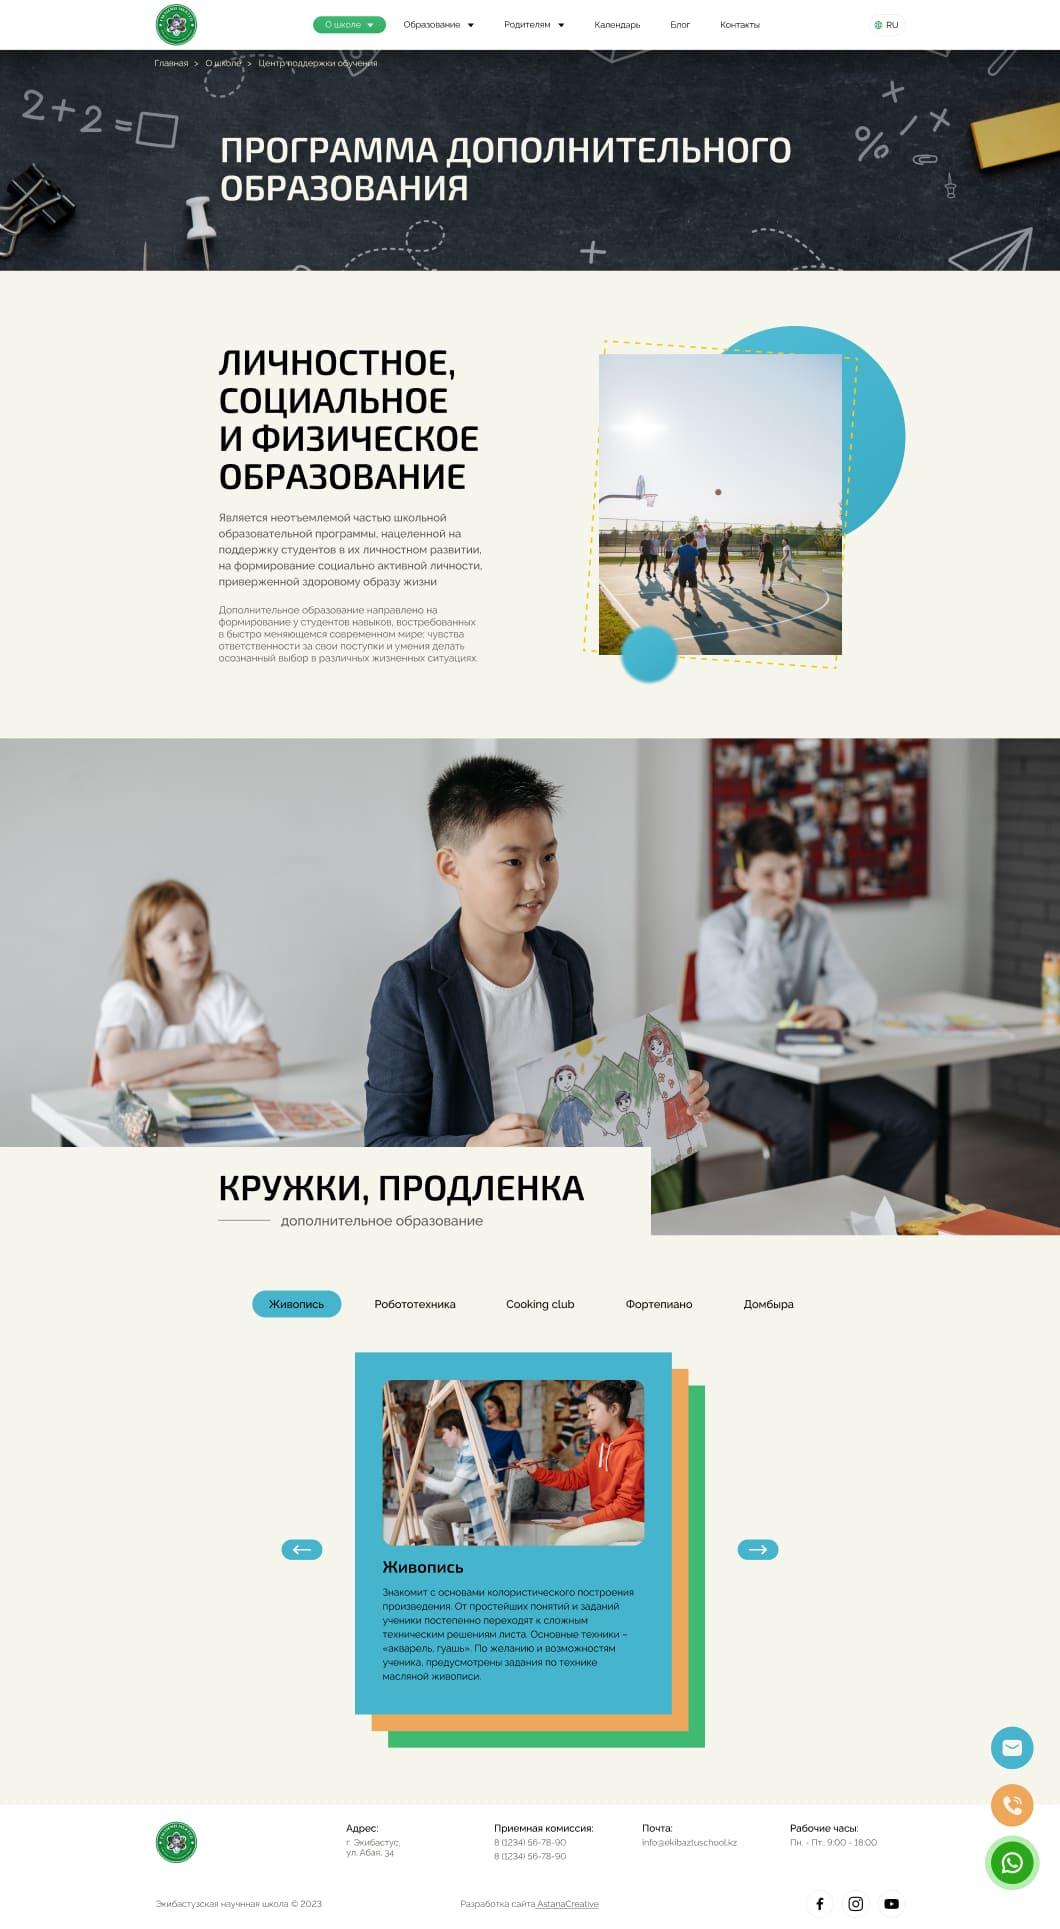 О школе
Образование
Родителям
Календарь
Блог
Контакты
RU
Главная > О школе > Центр поддержки обучения
2+2=
%
ПРОГРАММА ДОПОЛНИТЕЛЬНОГО
ОБРАЗОВАНИЯ
ЛИЧНОСТНОЕ,
СОЦИАЛЬНОЕ
И ФИЗИЧЕСКОЕ
ОБРАЗОВАНИЕ
Является неотъемлемой частью школьной
образовательной программы, нацеленной на
поддержку студентов в их личностном развитии,
на формирование социально активной личности,
приверженной здоровому образу жизни
Дополнительное образование направлено на
формирование у студентов навыков, востребованных
в быстро меняющемся современном мире; чувства
ответственности за свои поступки и умения делать
осознанный выбор в различных жизненных ситуациях.
КРУЖКИ, ПРОДЛЕНКА
дополнительное образование
Живопись
Робототехника
Cooking club
Фортепиано
Домбыра
Живопись
Знакомит с основами колористического построения
произведения. От простейших понятий и заданий
ученики постепенно переходят к сложным
техническим решениям листа. Основные техники –
«акварель, гуашь». По желанию и возможностям
ученика, предусмотрены задания по технике
масляной живописи.
Адрес:
г. Экибастус,
ул. Абая, 34
Приемная комиссия:
8 (1234) 56-78-90
8 (1234) 56-78-90
Почта:
info@ekibaztuschool.kz
Рабочие часы:
Пн. - Пт.: 9:00 - 18:00
Экибастузская научнная школа © 2023
Разработка сайта AstanaCreative